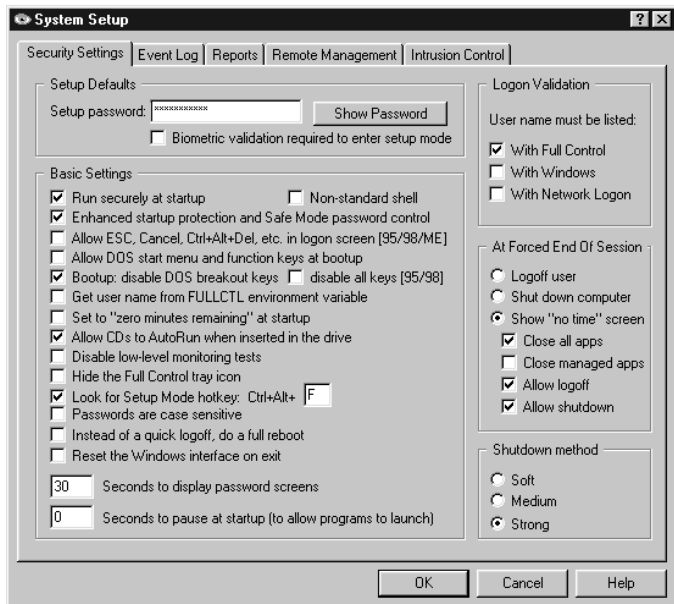 System Setup
Security Settings
Event Log
Reports
Remote Management
Intrusion Control
Setup Defaults
Setup password: ***********
Show Password
Biometric validation required to enter setup mode
Basic Settings
Run securely at startup
Non-standard shell
Enhanced startup protection and Safe Mode password control
Allow ESC, Cancel, Ctrl+Alt+Del, etc. in logon screen [95/98/ME]
Allow DOS start menu and function keys at bootup
Bootup: disable DOS breakout keys
disable all keys [95/98]
Get user name from FULLCTL environment variable
Set to "zero minutes remaining" at startup
Allow CDs to AutoRun when inserted in the drive
Disable low-level monitoring tests
Hide the Full Control tray icon
Look for Setup Mode hotkey: Ctrl+Alt+ F
Passwords are case sensitive
Instead of a quick logoff, do a full reboot
Reset the Windows interface on exit
30 Seconds to display password screens
0 Seconds to pause at startup (to allow programs to launch)
Logon Validation
User name must be listed:
With Full Control
With Windows
With Network Logon
At Forced End Of Session
Logoff user
Shut down computer
Show "no time" screen
Close all apps
Close managed apps
Allow logoff
Allow shutdown
Shutdown method
Soft
Medium
Strong
OK
Cancel
Help